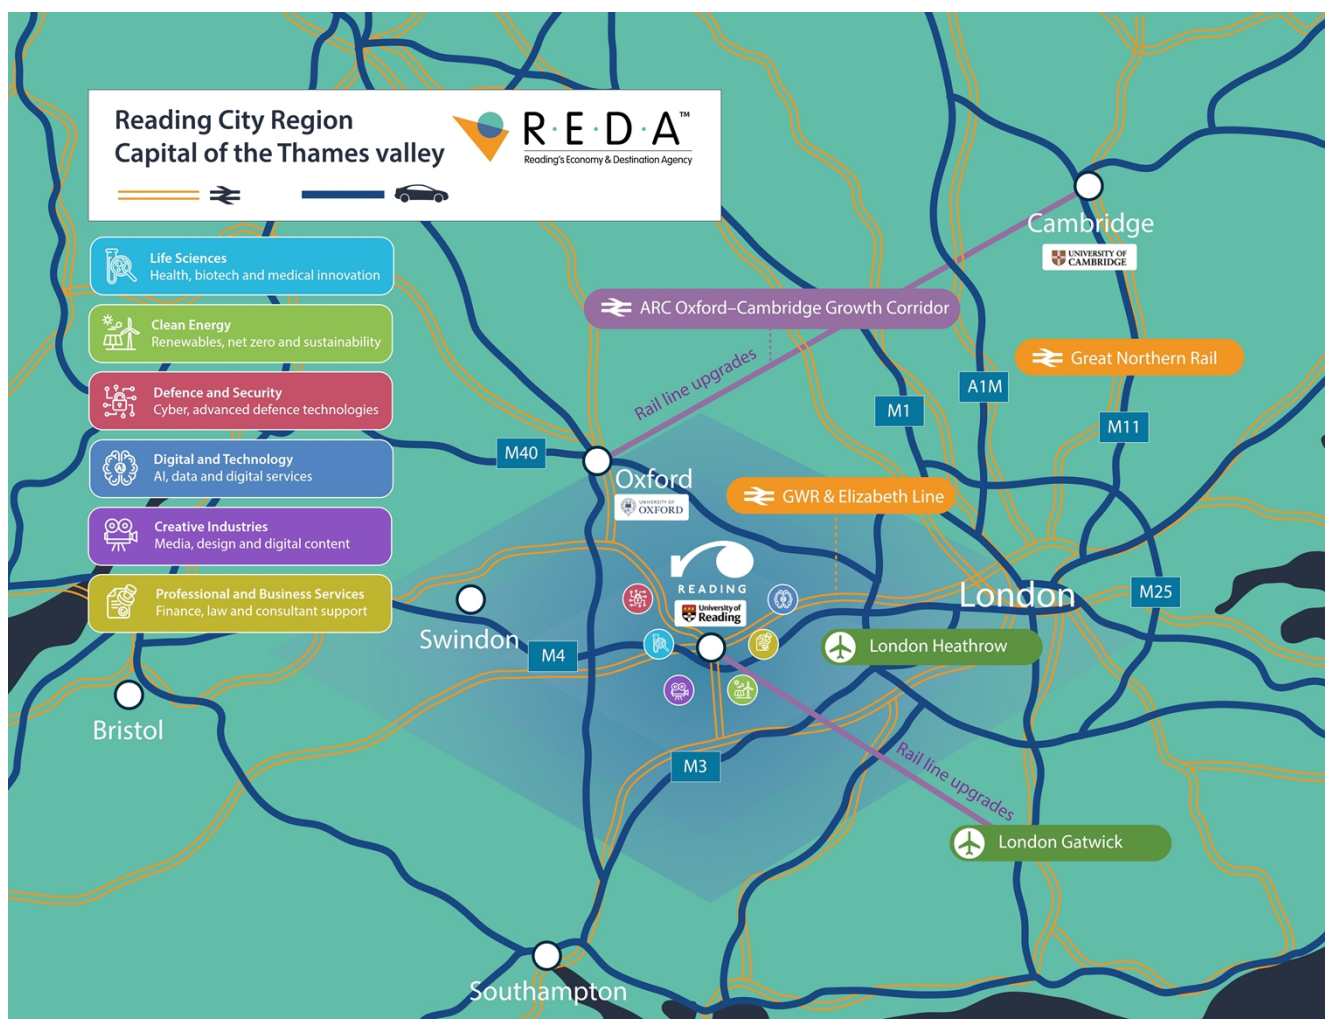 Reading City Region
Capital of the Thames valley
R·E·D·A™
Reading's Economy & Destination Agency
Life Sciences
Health, biotech and medical innovation
Clean Energy
Renewables, net zero and sustainability
Defence and Security
Cyber, advanced defence technologies
Digital and Technology
AI, data and digital services
Creative Industries
Media, design and digital content
Professional and Business Services
Finance, law and consultant support
Cambridge
UNIVERSITY OF
CAMBRIDGE
ARC Oxford–Cambridge Growth Corridor
Rail line upgrades
Great Northern Rail
A1M
M1
M11
M40
Oxford
UNIVERSITY OF
OXFORD
GWR & Elizabeth Line
READING
University of
Reading
London
M25
Swindon
M4
London Heathrow
Bristol
M3
Rail line upgrades
London Gatwick
Southampton